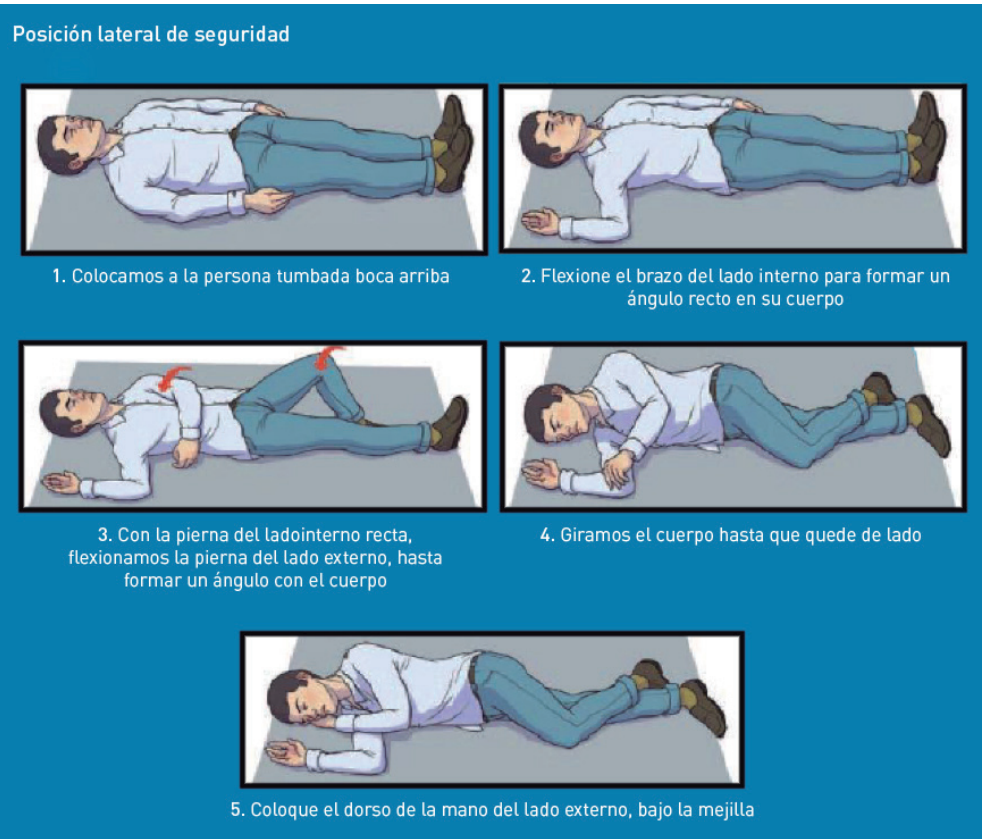 Posición lateral de seguridad
1. Colocamos a la persona tumbada boca arriba
2. Flexione el brazo del lado interno para formar un
ángulo recto en su cuerpo
3. Con la pierna del ladointerno recta,
flexionamos la pierna del lado externo, hasta
formar un ángulo con el cuerpo
4. Giramos el cuerpo hasta que quede de lado
5. Coloque el dorso de la mano del lado externo, bajo la mejilla